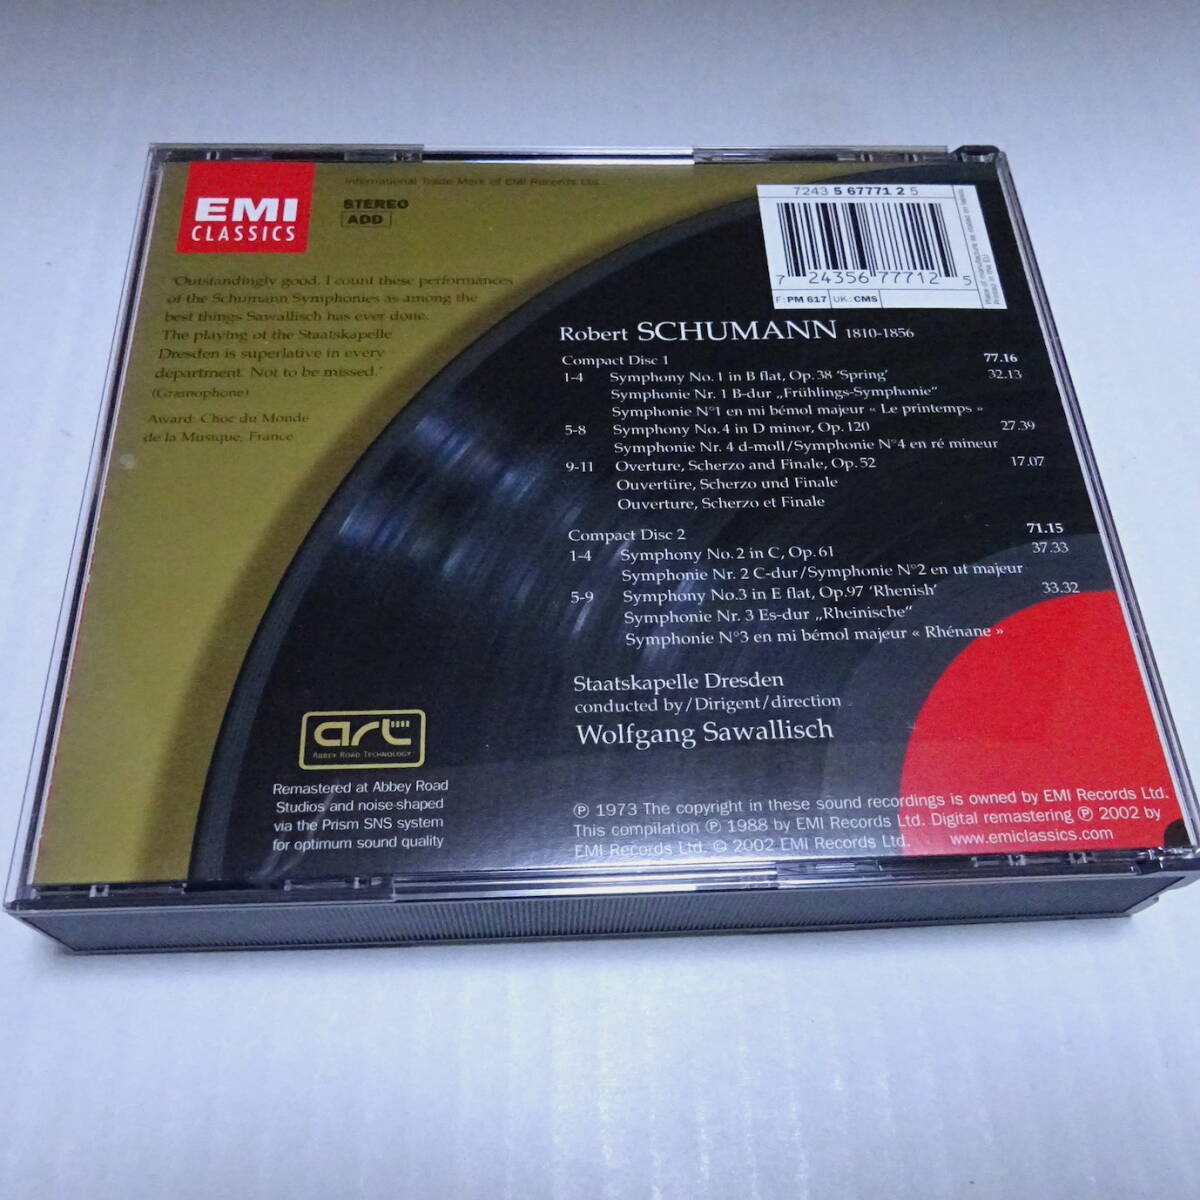 EMI
CLASSICS
International Trade Mark of EMI Records Ltd.
STEREO
ADD
'Outstandingly good. I count these performances
of the Schumann Symphonies as among the
best things Sawallisch has ever done.
The playing of the Staatskapelle
Dresden is superlative in every
department. Not to be missed.'
(Gramophone)
Award: Choc du Monde
de la Musique, France
7243 5 67771 2 5
7 24356 77712 5
F: PM 617 UK: CMS
Printed in the EU
Robert SCHUMANN 1810-1856
Compact Disc 1 77.16
1-4 Symphony No. 1 in B flat, Op. 38 'Spring' 32.13
Symphonie Nr. 1 B-dur „Frühlings-Symphonie“
Symphonie N°1 en mi bémol majeur « Le printemps »
5-8 Symphony No. 4 in D minor, Op. 120 27.39
Symphonie Nr. 4 d-moll/Symphonie N°4 en ré mineur
9-11 Overture, Scherzo and Finale, Op. 52 17.07
Ouvertüre, Scherzo und Finale
Ouverture, Scherzo et Finale
Compact Disc 2 71.15
1-4 Symphony No. 2 in C, Op. 61 37.33
Symphonie Nr. 2 C-dur/Symphonie N°2 en ut majeur
5-9 Symphony No.3 in E flat, Op.97 'Rhenish' 33.32
Symphonie Nr. 3 Es-dur „Rheinische“
Symphonie N°3 en mi bémol majeur « Rhénane »
Staatskapelle Dresden
conducted by/Dirigent/direction
Wolfgang Sawallisch
art
ABBEY ROAD TECHNOLOGY
Remastered at Abbey Road
Studios and noise-shaped
via the Prism SNS system
for optimum sound quality
℗ 1973 The copyright in these sound recordings is owned by EMI Records Ltd.
This compilation ℗ 1988 by EMI Records Ltd. Digital remastering ℗ 2002 by
EMI Records Ltd. © 2002 EMI Records Ltd. www.emiclassics.com